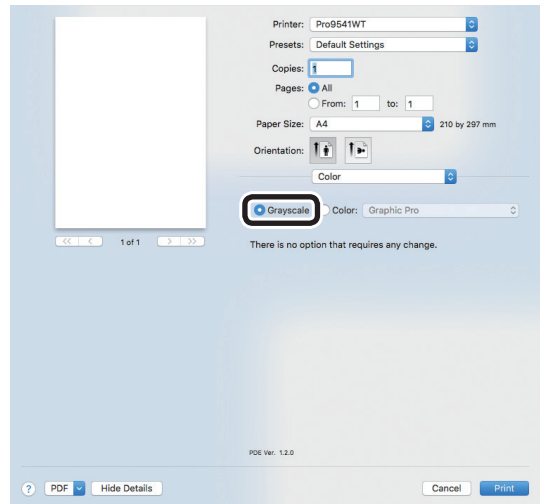 Printer: Pro9541WT
Presets: Default Settings
Copies: 1
Pages: All
From: 1 to: 1
Paper Size: A4 210 by 297 mm
Orientation:
Color
Grayscale Color: Graphic Pro
<< < 1 of 1 > >>
There is no option that requires any change.
PDE Ver. 1.2.0
? PDF Hide Details Cancel Print